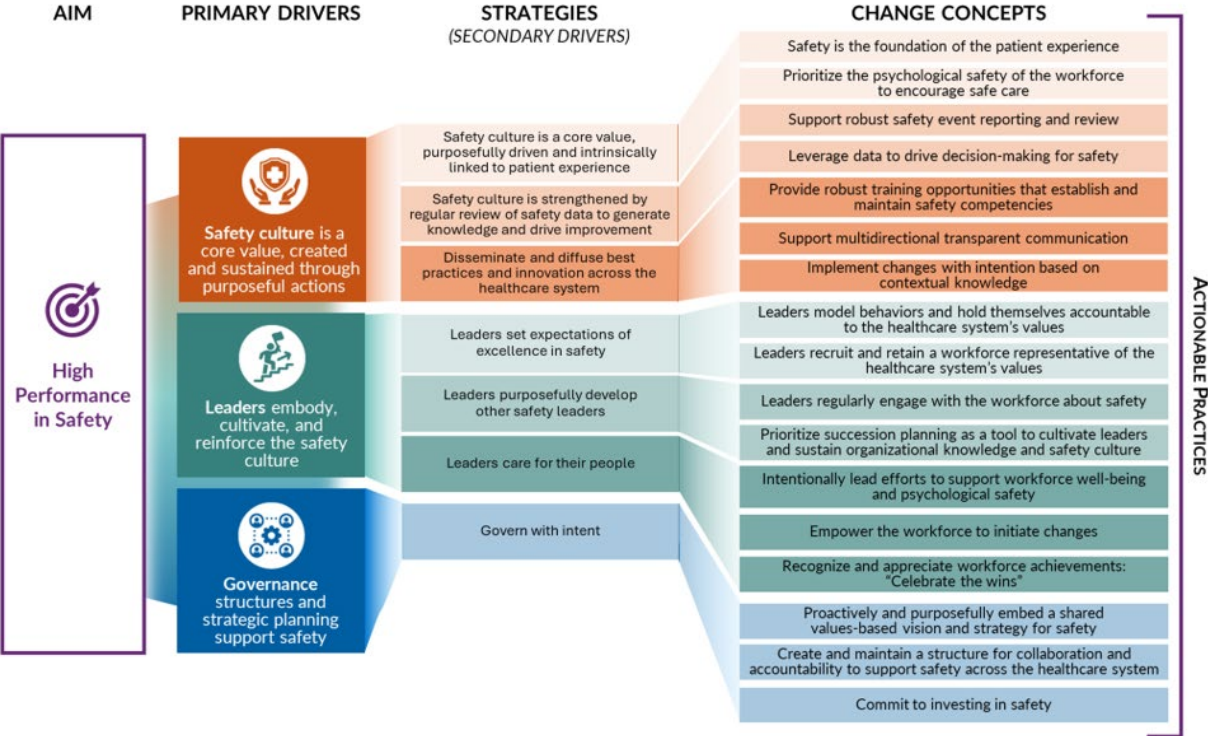 AIM
PRIMARY DRIVERS
STRATEGIES
(SECONDARY DRIVERS)
CHANGE CONCEPTS
High
Performance
in Safety
Safety culture is a
core value, created
and sustained through
purposeful actions
Leaders embody,
cultivate, and
reinforce the safety
culture
Governance
structures and
strategic planning
support safety
Safety culture is a core value,
purposefully driven and intrinsically
linked to patient experience
Safety culture is strengthened by
regular review of safety data to generate
knowledge and drive improvement
Disseminate and diffuse best
practices and innovation across the
healthcare system
Leaders set expectations of
excellence in safety
Leaders purposefully develop
other safety leaders
Leaders care for their people
Govern with intent
Safety is the foundation of the patient experience
Prioritize the psychological safety of the workforce
to encourage safe care
Support robust safety event reporting and review
Leverage data to drive decision-making for safety
Provide robust training opportunities that establish and
maintain safety competencies
Support multidirectional transparent communication
Implement changes with intention based on
contextual knowledge
Leaders model behaviors and hold themselves accountable
to the healthcare system's values
Leaders recruit and retain a workforce representative of the
healthcare system's values
Leaders regularly engage with the workforce about safety
Prioritize succession planning as a tool to cultivate leaders
and sustain organizational knowledge and safety culture
Intentionally lead efforts to support workforce well-being
and psychological safety
Empower the workforce to initiate changes
Recognize and appreciate workforce achievements:
"Celebrate the wins"
Proactively and purposefully embed a shared
values-based vision and strategy for safety
Create and maintain a structure for collaboration and
accountability to support safety across the healthcare system
Commit to investing in safety
ACTIONABLE PRACTICES